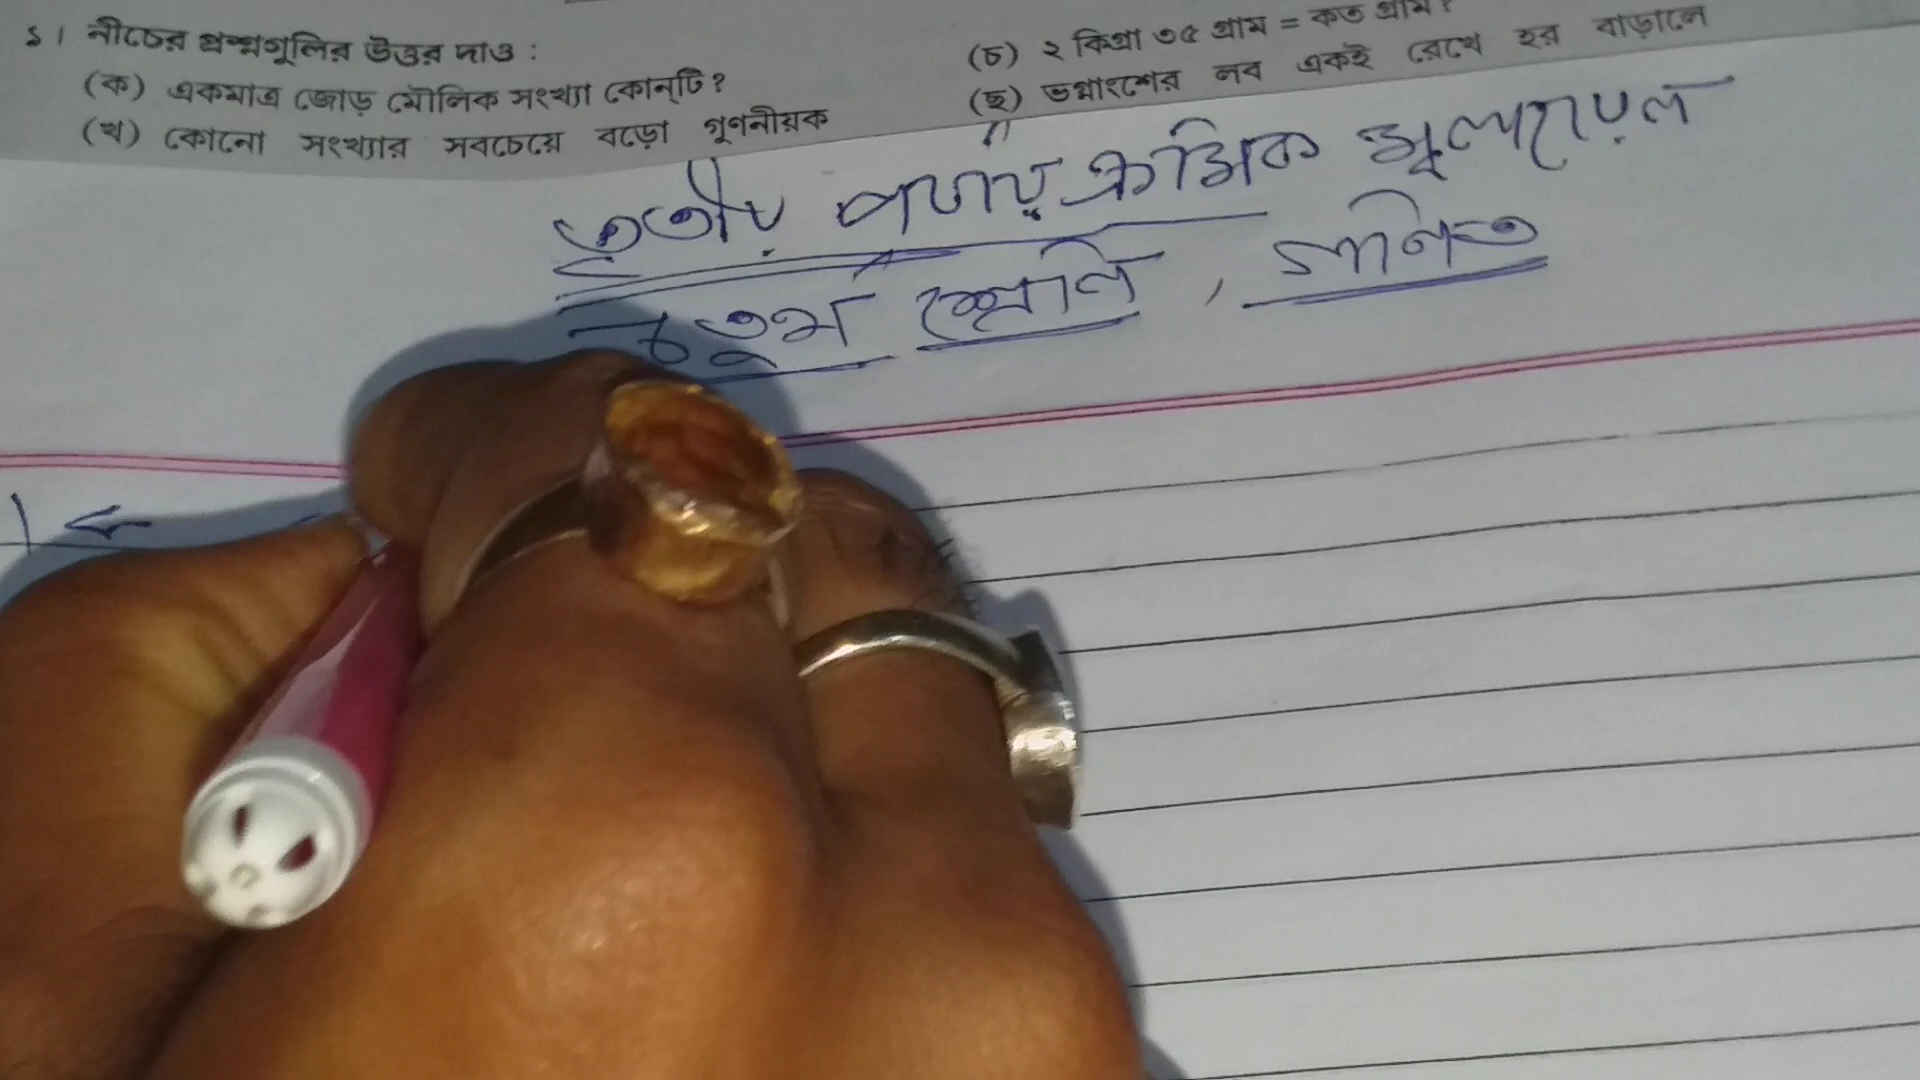 ১। নীচের প্রশ্নগুলির উত্তর দাও :
(ক) একমাত্র জোড় মৌলিক সংখ্যা কোন্‌টি?
(খ) কোনো সংখ্যার সবচেয়ে বড়ো গুণনীয়ক
(চ) ২ কিগ্রা ৩৫ গ্রাম = কত গ্রাম?
(ছ) ভগ্নাংশের লব একই রেখে হর বাড়ালে
তৃতীয় পর্যায়ক্রমিক মূল্যায়ন
চতুর্থ শ্রেণি, গণিত